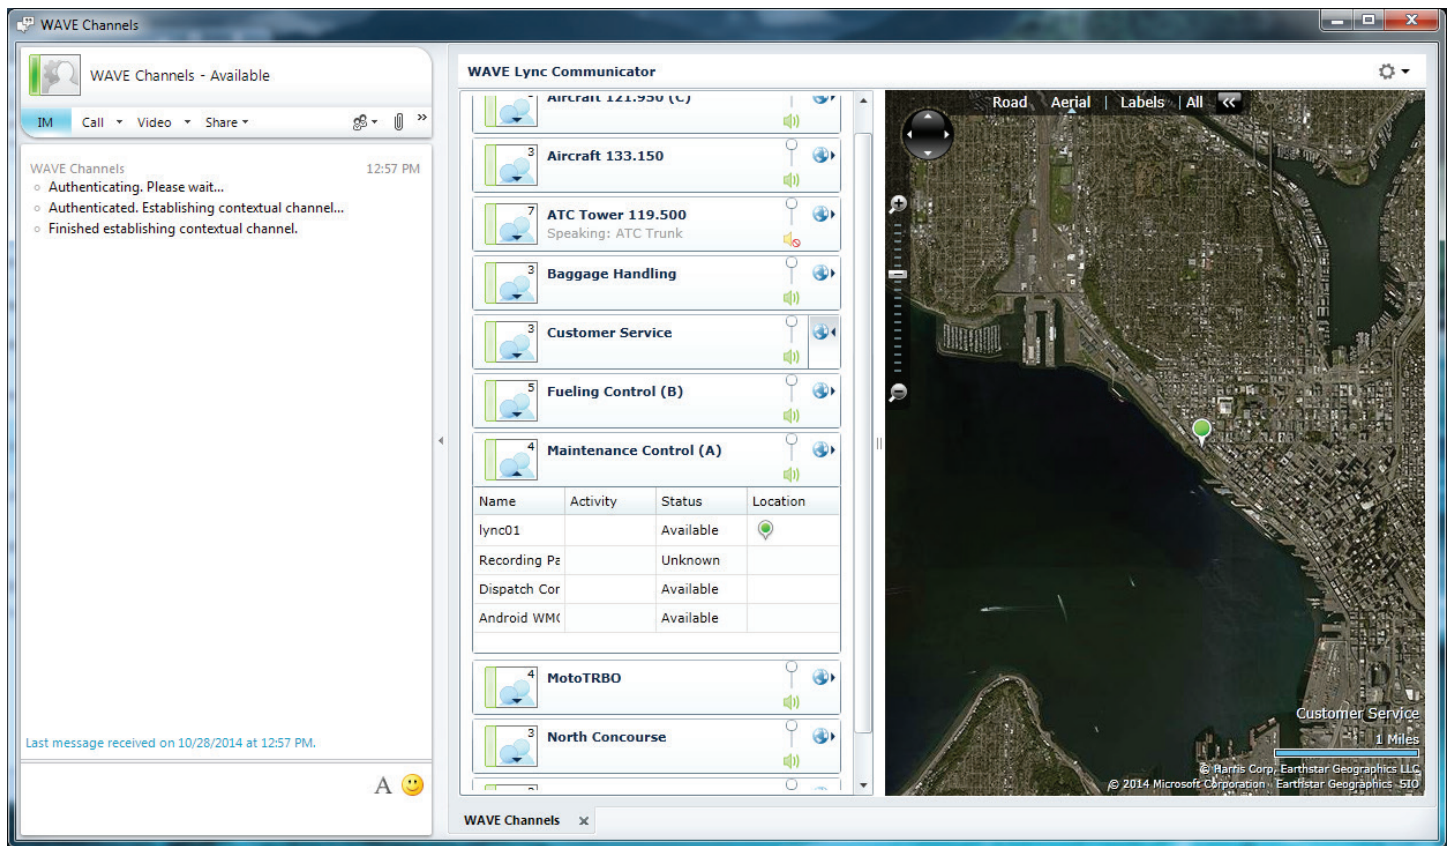 WAVE Channels
WAVE Channels - Available
IM Call Video Share
WAVE Channels 12:57 PM
Authenticating. Please wait...
Authenticated. Establishing contextual channel...
Finished establishing contextual channel.
Last message received on 10/28/2014 at 12:57 PM.
A
WAVE Lync Communicator
Aircraft 121.950 (C)
3 Aircraft 133.150
7 ATC Tower 119.500
Speaking: ATC Trunk
3 Baggage Handling
3 Customer Service
5 Fueling Control (B)
4 Maintenance Control (A)
Name Activity Status Location
lync01 Available
Recording Pa Unknown
Dispatch Cor Available
Android WM Available
4 MotoTRBO
3 North Concourse
WAVE Channels
Road Aerial | Labels | All «
Customer Service
1 Miles
© Harris Corp, Earthstar Geographics LLC
© 2014 Microsoft Corporation Earthstar Geographics SIO